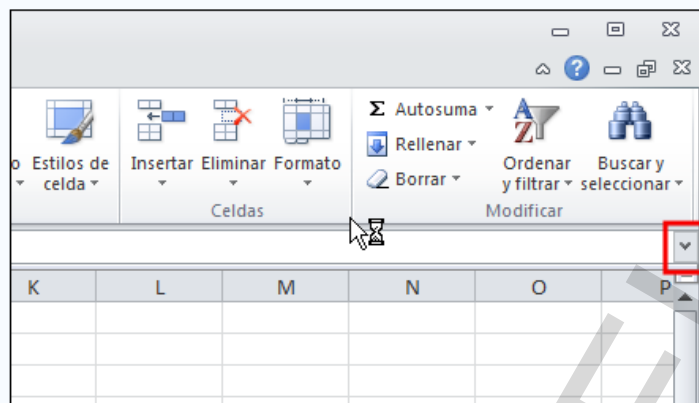 ?
Σ Autosuma
Rellenar
Borrar
o Estilos de
celda
Insertar Eliminar Formato
Ordenar
y filtrar
Buscar y
seleccionar
Celdas
Modificar
K L M N O P